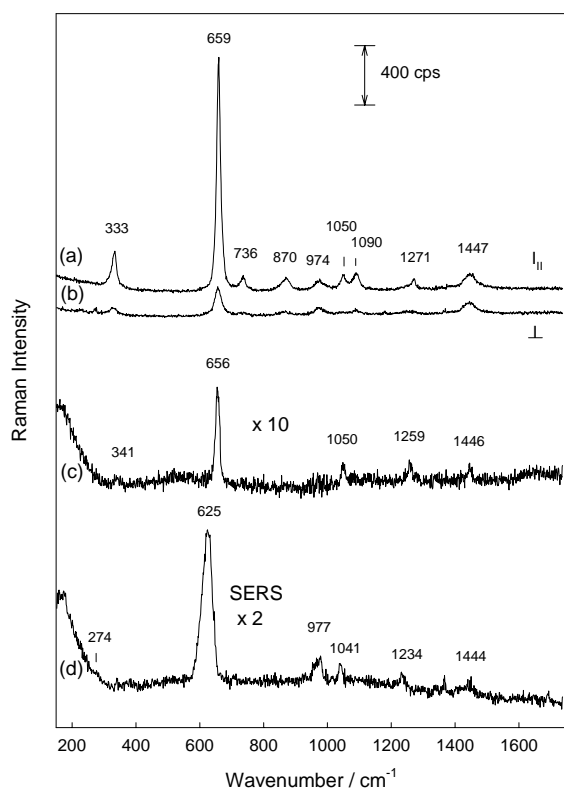 659
400 cps
333
1050
1090
736
870
974
1271
1447
(a)
I||
(b)
⊥
Raman Intensity
656
x 10
341
1050
1259
1446
(c)
625
SERS
x 2
274
977
1041
1234
1444
(d)
200 400 600 800 1000 1200 1400 1600
Wavenumber / cm⁻¹